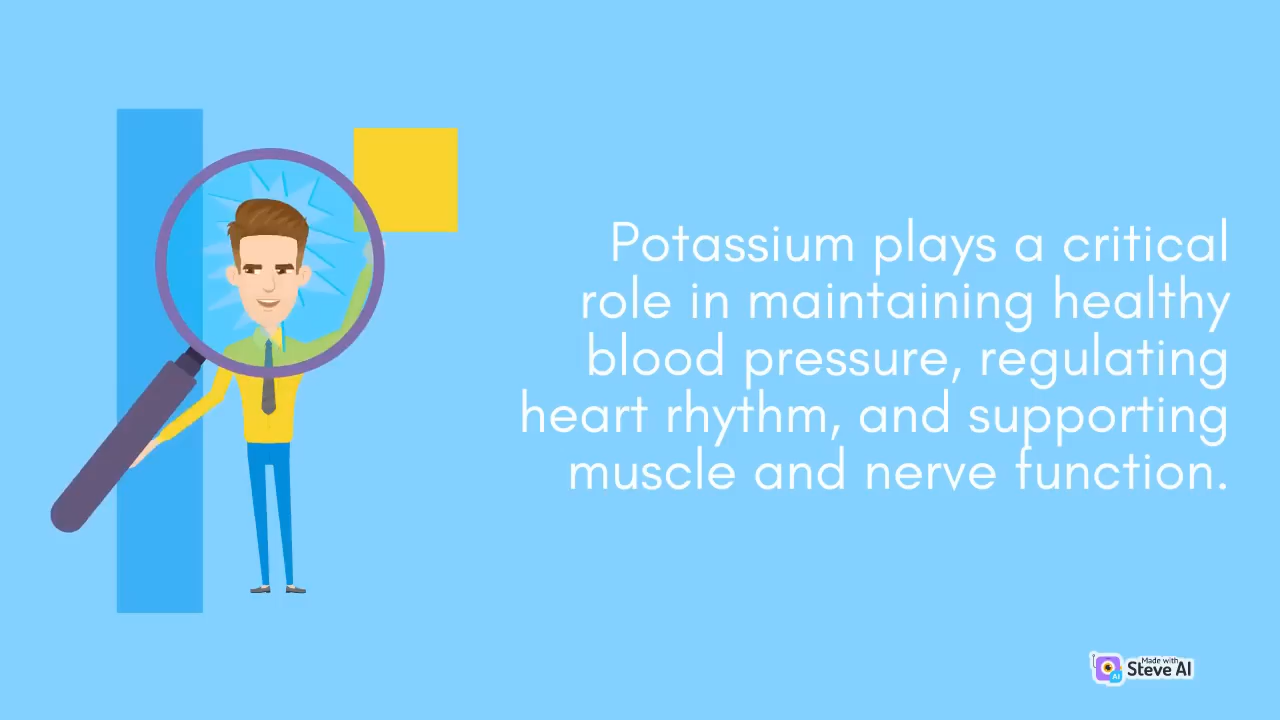 Potassium plays a critical
role in maintaining healthy
blood pressure, regulating
heart rhythm, and supporting
muscle and nerve function.
Made with
Steve AI
AI